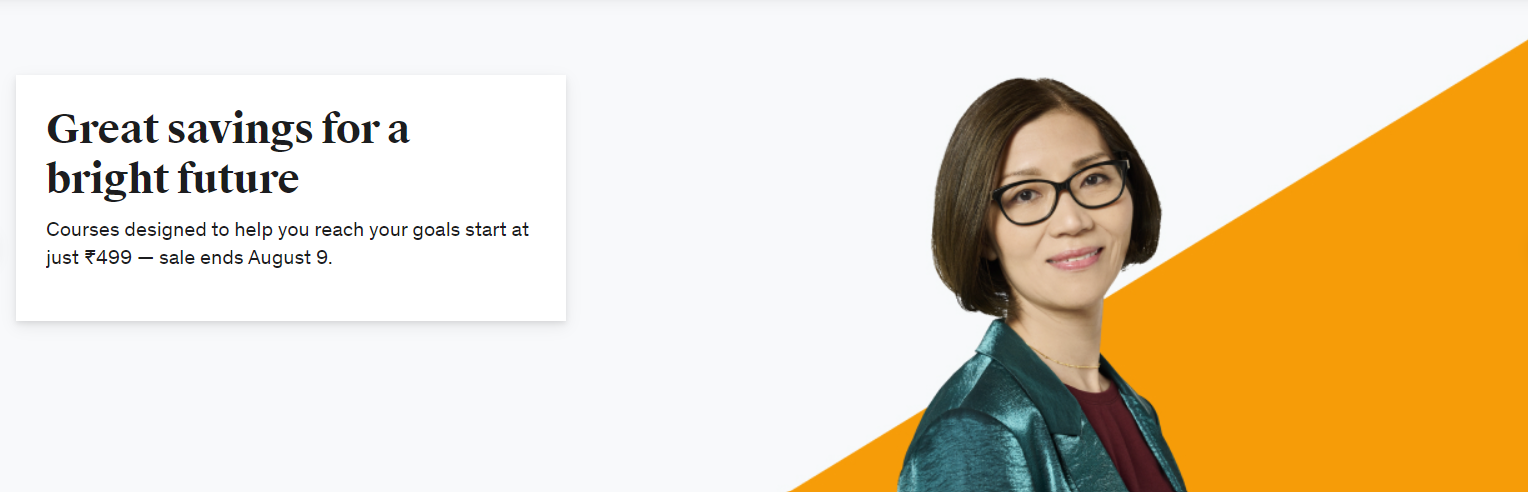 Great savings for a
bright future
Courses designed to help you reach your goals start at
just ₹499 — sale ends August 9.